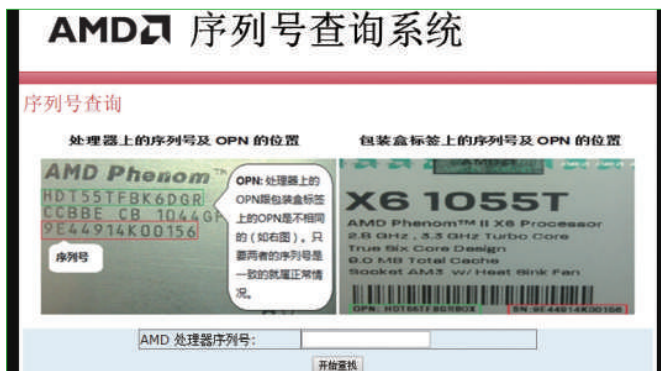 AMD 序列号查询系统
序列号查询
处理器上的序列号及 OPN 的位置
包装盒标签上的序列号及 OPN 的位置
AMD Phenom™
HDT55TFBK6DGR
CCBBE CB 1044GP
9E44914K00156
序列号
OPN: 处理器上的
OPN跟包装盒标签
上的OPN是不相同
的（如右图）。只
要两者的序列号是
一致的就属正常情
况。
X6 1055T
AMD Phenom™ II X6 Processor
2.8 GHz , 3.3 GHz Turbo Core
True Six Core Design
9.0 MB Total Cache
Socket AM3 w/ Heat Sink Fan
OPN: HDT55TFBGRBOX
SN: 9E44914K00156
AMD 处理器序列号:
开始查找